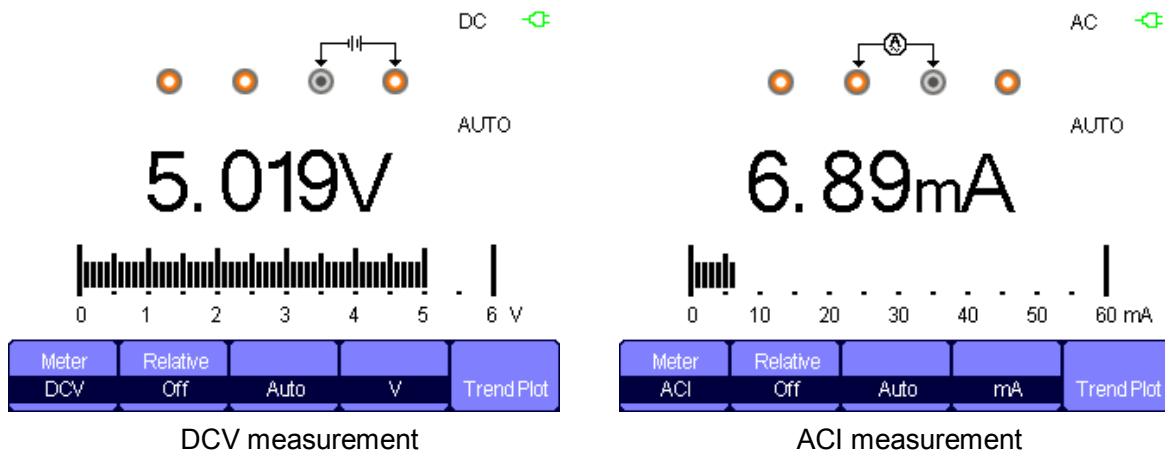 DC
AUTO
5.019V
0 1 2 3 4 5 6 V
Meter Relative
DCV Off Auto V Trend Plot
DCV measurement
AC
A
AUTO
6.89mA
0 10 20 30 40 50 60 mA
Meter Relative
ACI Off Auto mA Trend Plot
ACI measurement